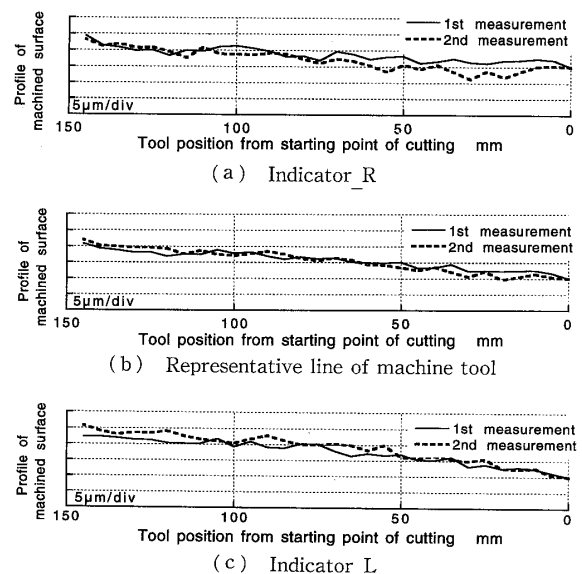 1st measurement
2nd measurement
Profile of
machined surface
5μm/div
150 100 50 0
Tool position from starting point of cutting mm
(a) Indicator_R
1st measurement
2nd measurement
Profile of
machined surface
5μm/div
150 100 50 0
Tool position from starting point of cutting mm
(b) Representative line of machine tool
1st measurement
2nd measurement
Profile of
machined surface
5μm/div
150 100 50 0
Tool position from starting point of cutting mm
(c) Indicator L